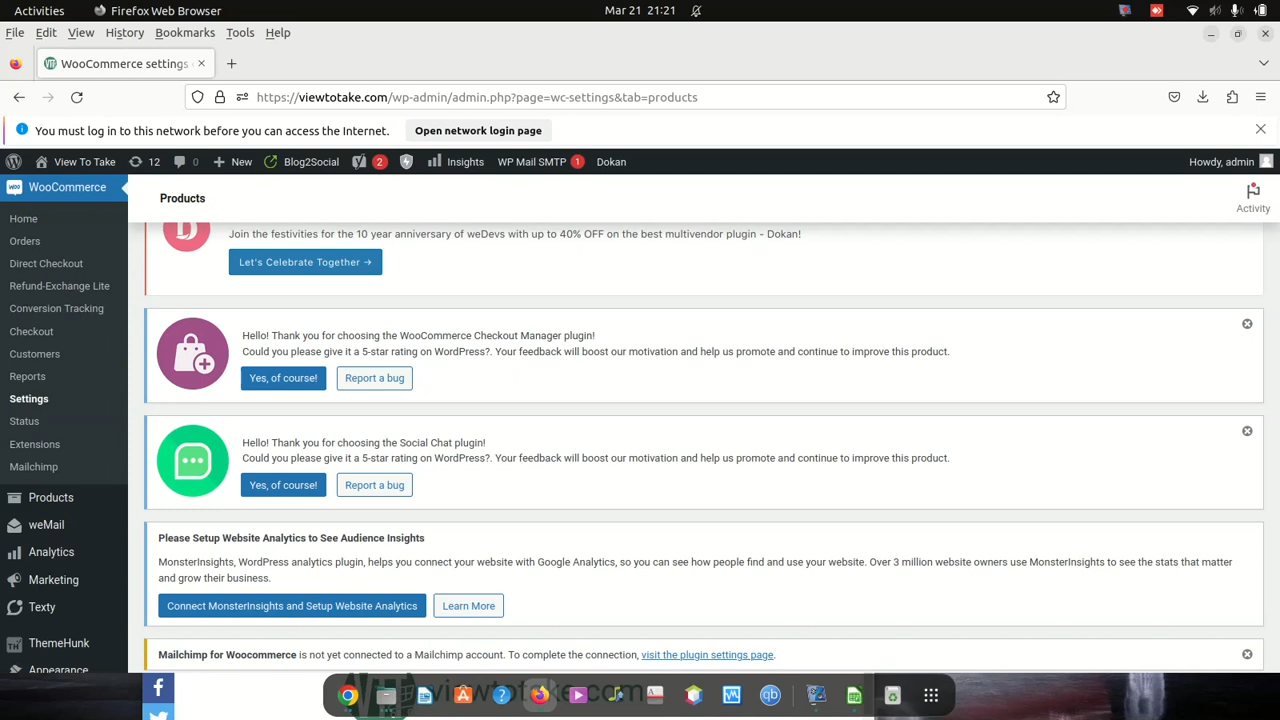 Activities
Firefox Web Browser
Mar 21 21:21
File Edit View History Bookmarks Tools Help
WooCommerce settings
https://viewtotake.com/wp-admin/admin.php?page=wc-settings&tab=products
You must log in to this network before you can access the Internet.
Open network login page
View To Take 12 0 New Blog2Social 2 Insights WP Mail SMTP 1 Dokan
Howdy, admin
WooCommerce
Home
Orders
Direct Checkout
Refund-Exchange Lite
Conversion Tracking
Checkout
Customers
Reports
Settings
Status
Extensions
Mailchimp
Products
weMail
Analytics
Marketing
Texty
ThemeHunk
Appearance
Products
Activity
Join the festivities for the 10 year anniversary of weDevs with up to 40% OFF on the best multivendor plugin - Dokan!
Let's Celebrate Together →
Hello! Thank you for choosing the WooCommerce Checkout Manager plugin!
Could you please give it a 5-star rating on WordPress?. Your feedback will boost our motivation and help us promote and continue to improve this product.
Yes, of course!
Report a bug
Hello! Thank you for choosing the Social Chat plugin!
Could you please give it a 5-star rating on WordPress?. Your feedback will boost our motivation and help us promote and continue to improve this product.
Yes, of course!
Report a bug
Please Setup Website Analytics to See Audience Insights
MonsterInsights, WordPress analytics plugin, helps you connect your website with Google Analytics, so you can see how people find and use your website. Over 3 million website owners use MonsterInsights to see the stats that matter
and grow their business.
Connect MonsterInsights and Setup Website Analytics
Learn More
Mailchimp for Woocommerce is not yet connected to a Mailchimp account. To complete the connection, visit the plugin settings page.
viewtotake.com